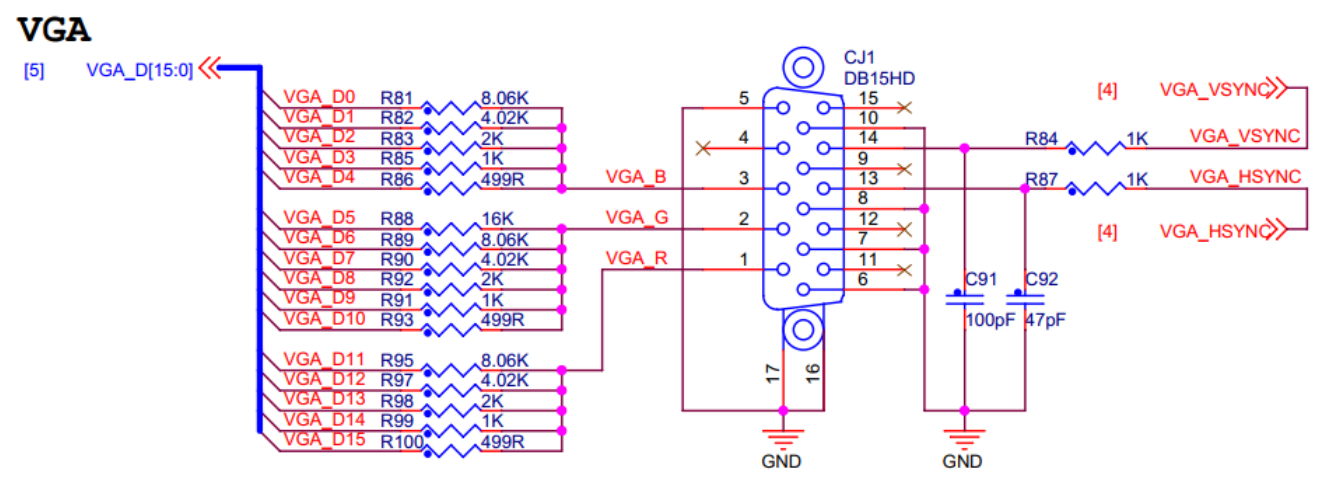 VGA
[5] VGA_D[15:0]
VGA_D0 R81 8.06K
VGA_D1 R82 4.02K
VGA_D2 R83 2K
VGA_D3 R85 1K
VGA_D4 R86 499R VGA_B
VGA_D5 R88 16K VGA_G
VGA_D6 R89 8.06K
VGA_D7 R90 4.02K VGA_R
VGA_D8 R92 2K
VGA_D9 R91 1K
VGA_D10 R93 499R
VGA_D11 R95 8.06K
VGA_D12 R97 4.02K
VGA_D13 R98 2K
VGA_D14 R99 1K
VGA_D15 R100 499R
CJ1
DB15HD
5 15
10
4 14
9
3 13
8
2 12
7
1 11
6
17 16
GND
[4] VGA_VSYNC
R84 1K VGA_VSYNC
R87 1K VGA_HSYNC
[4] VGA_HSYNC
C91 C92
100pF 47pF
GND